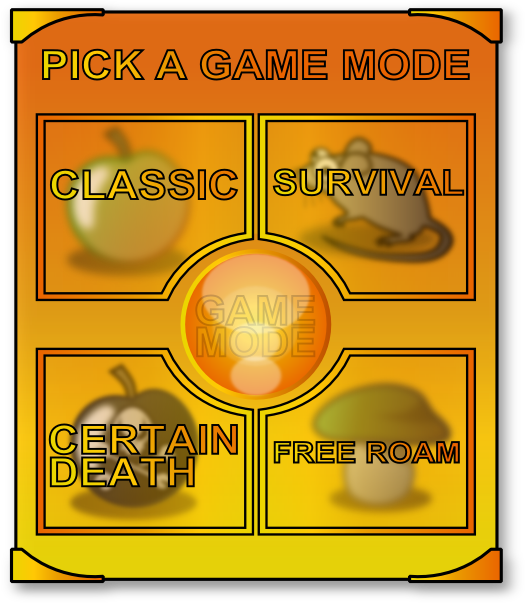 PICK A GAME MODE
CLASSIC
SURVIVAL
GAME
MODE
CERTAIN
DEATH
FREE ROAM